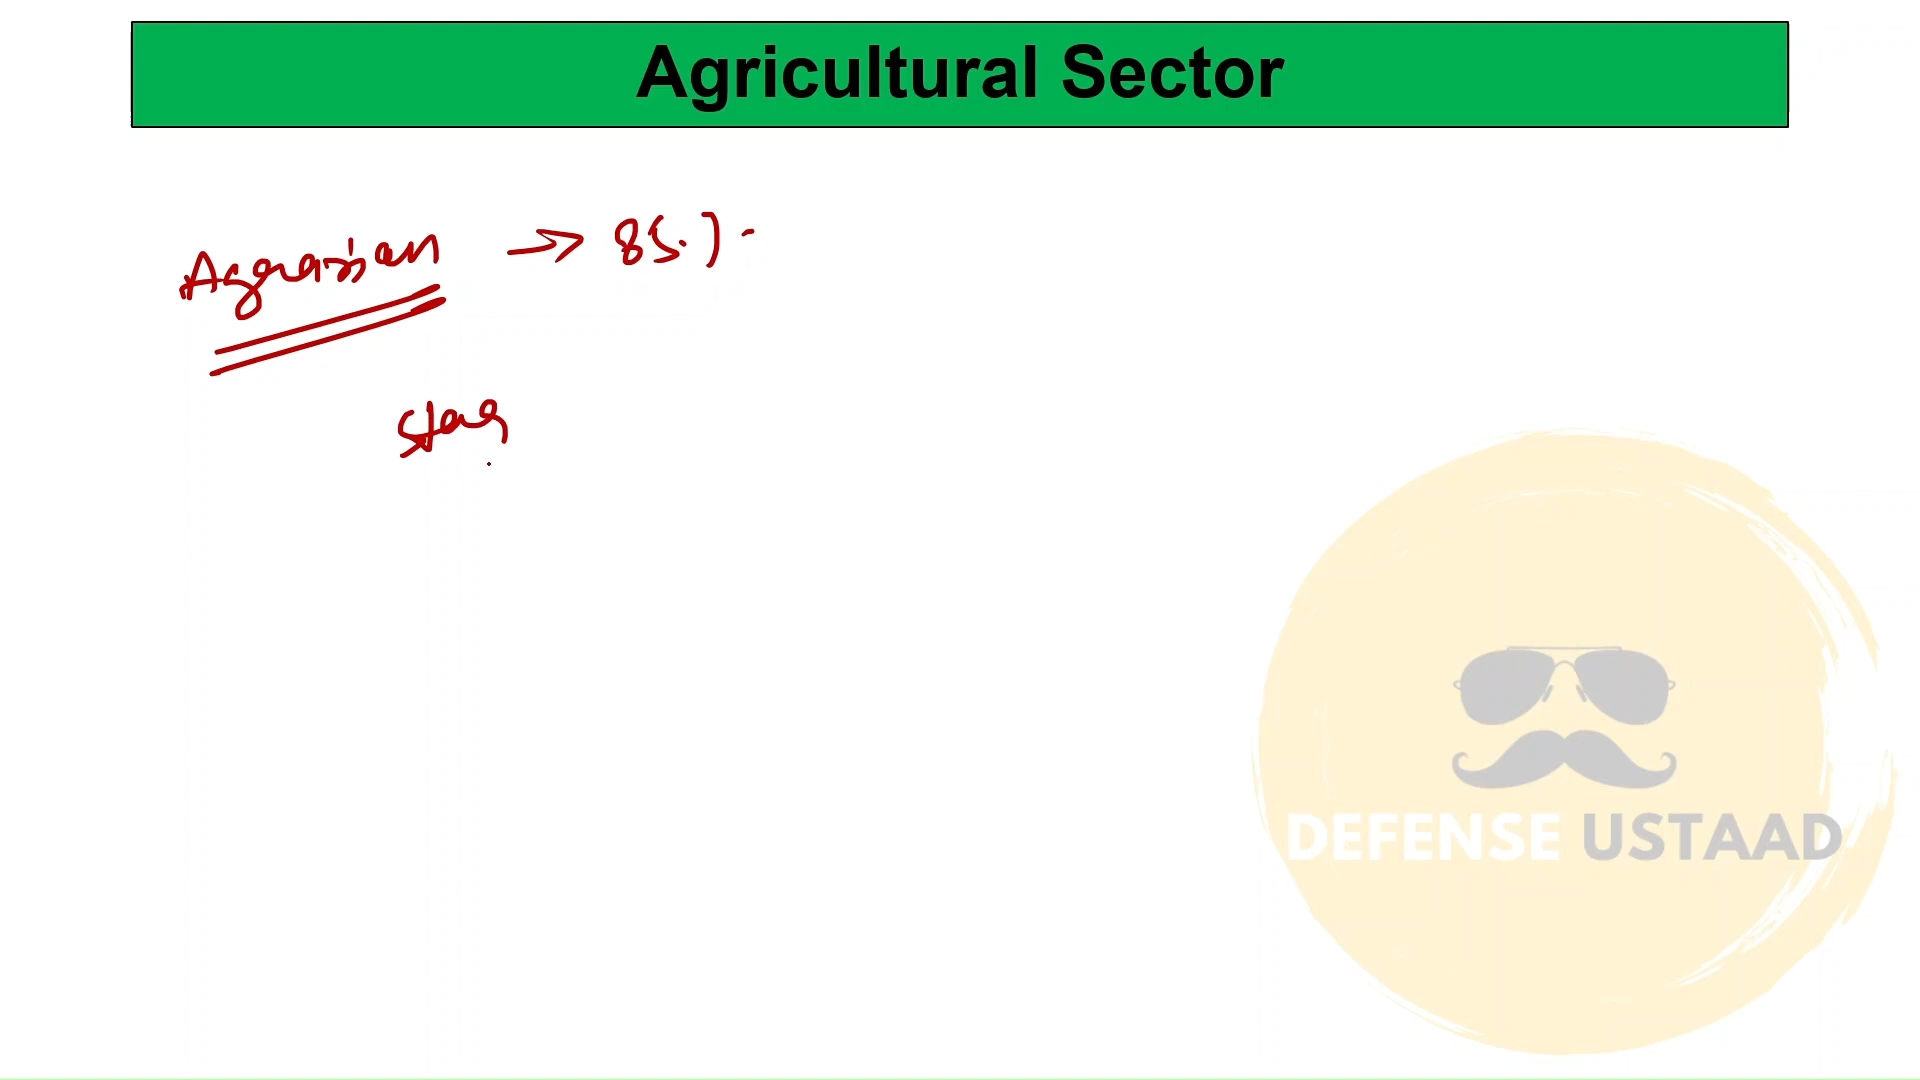 Agricultural Sector
Agrarian → 85%
stag
DEFENSE USTAAD